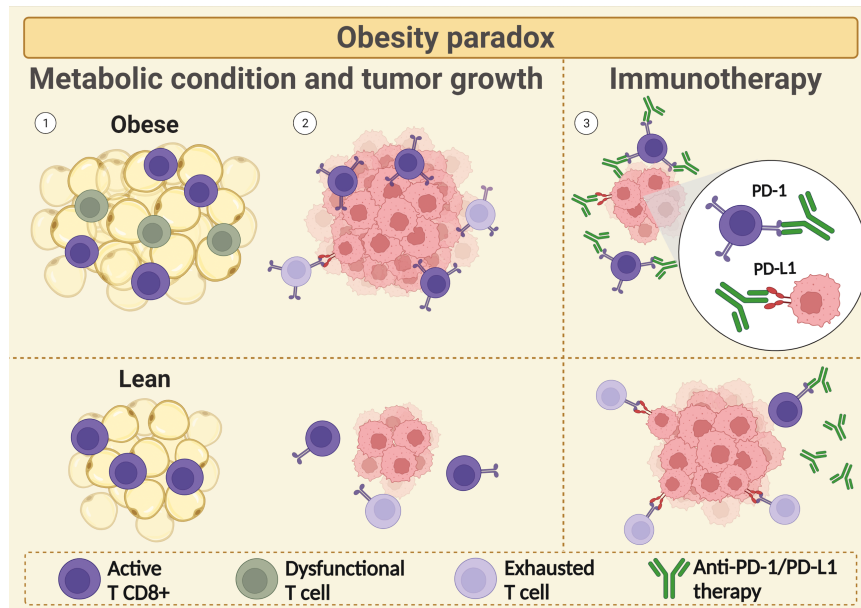 Obesity paradox
Metabolic condition and tumor growth
Immunotherapy
1
Obese
2
3
PD-1
PD-L1
Lean
Active
T CD8+
Dysfunctional
T cell
Exhausted
T cell
Anti-PD-1/PD-L1
therapy